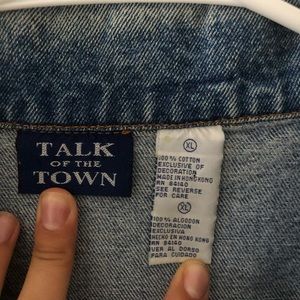 TALK
OF THE
TOWN
XL
100% COTTON
EXCLUSIVE OF
DECORATION
MADE IN HONG KONG
RN 84140
SEE REVERSE
FOR CARE
XL
100% ALGODON
DECORACION
EXCLUSIVA
HECHO EN HONG KONG
RN 84140
VER AL DORSO
PARA CUIDADO